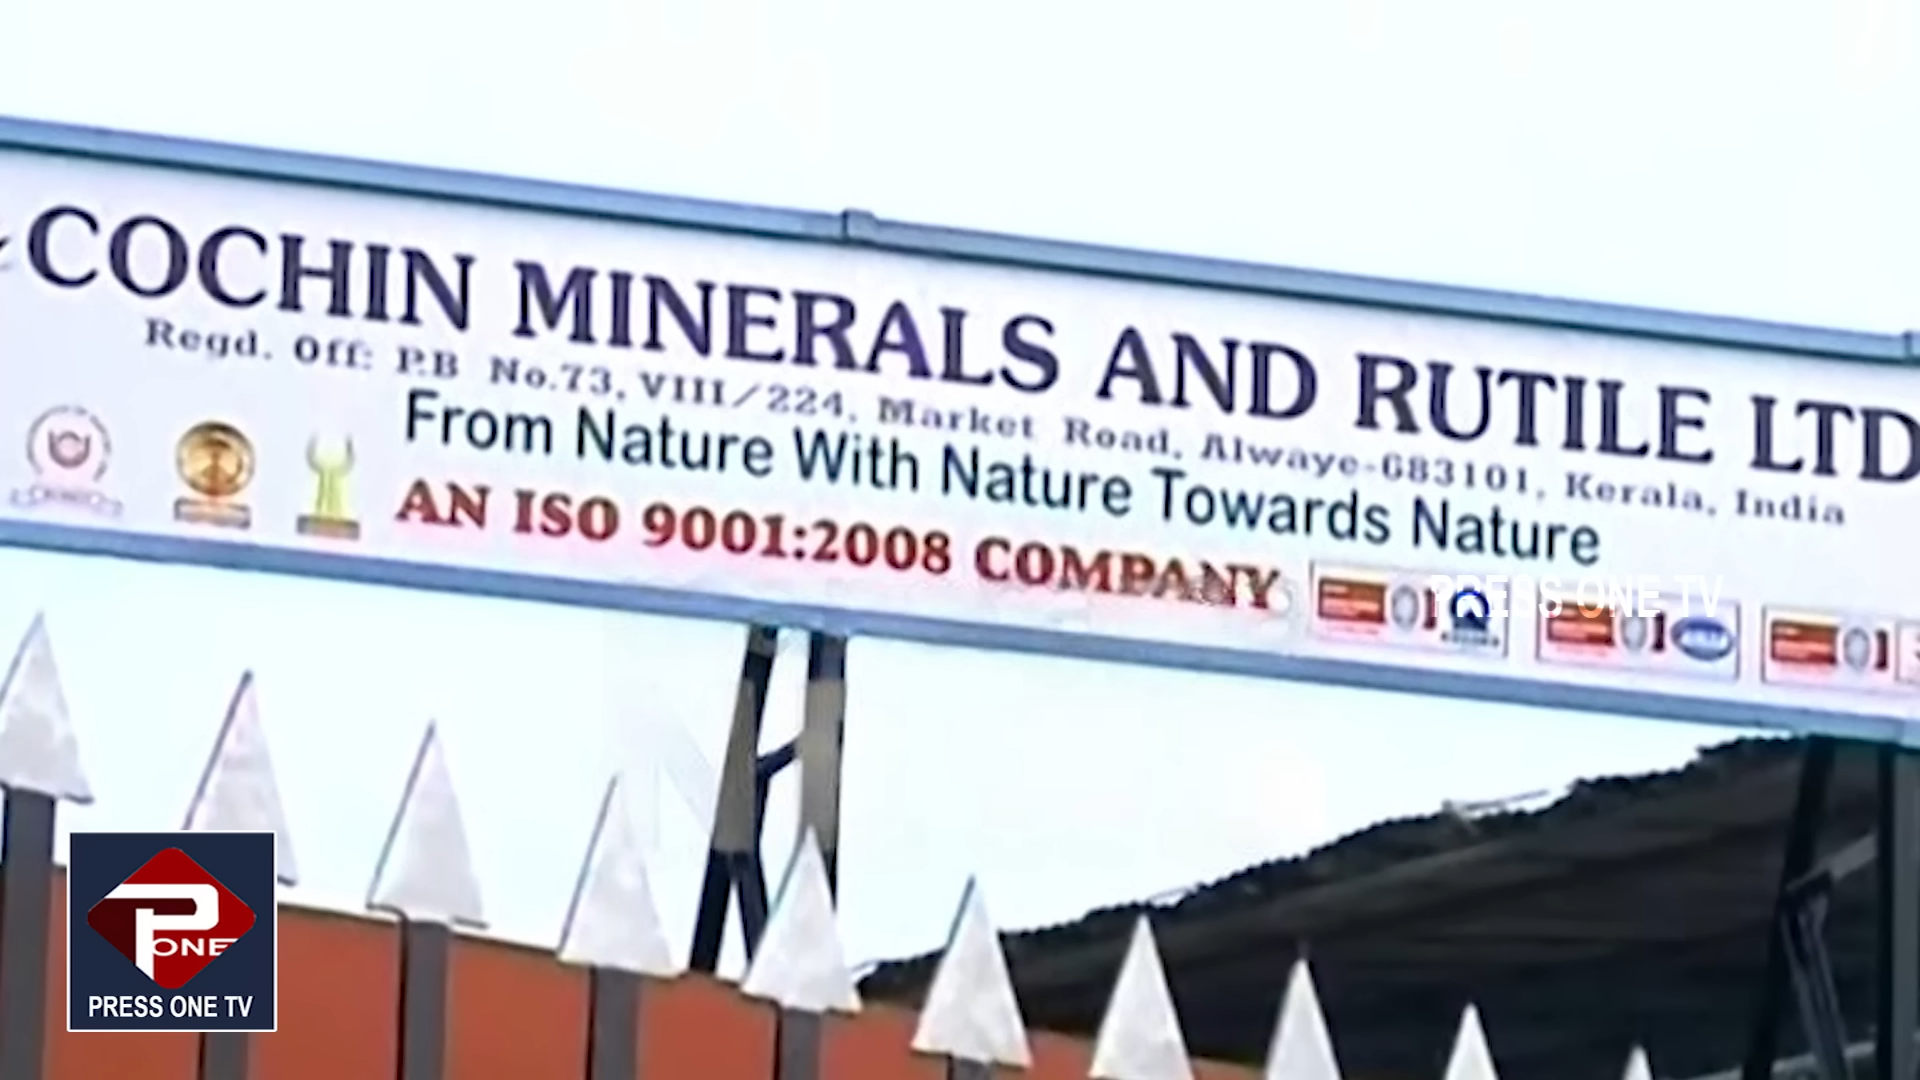 COCHIN MINERALS AND RUTILE LTD
Regd. Off: P.B No.73, VIII/224, Market Road, Alwaye-683101, Kerala, India
From Nature With Nature Towards Nature
AN ISO 9001:2008 COMPANY
PRESS ONE TV
P ONE
PRESS ONE TV